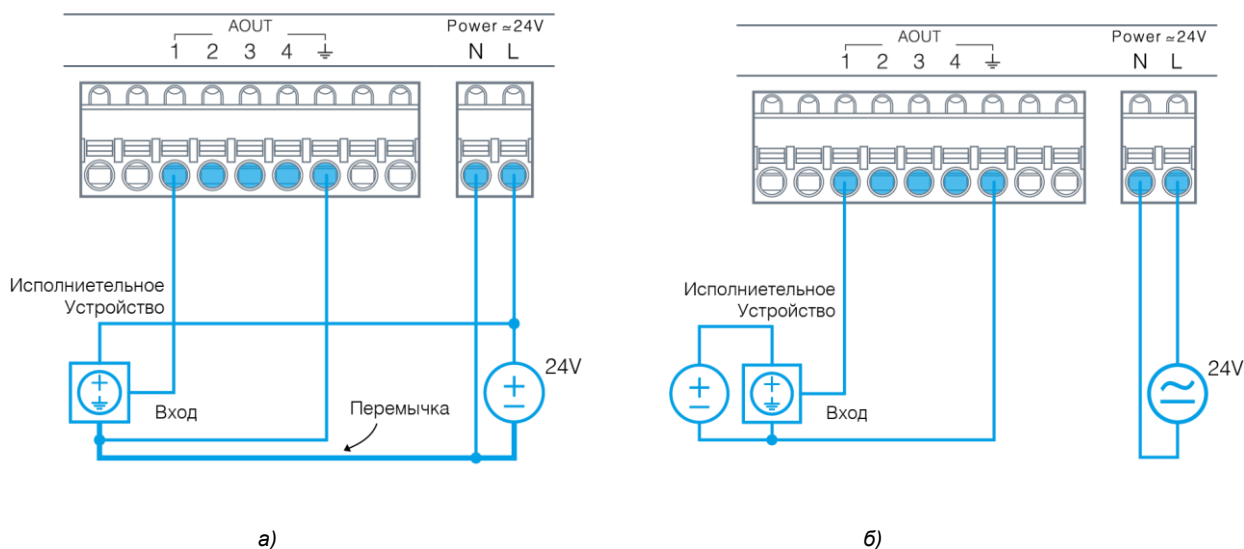 AOUT
Power ≃24V
1 2 3 4 ⏚
N L
Исполниетельное
Устройство
24V
Вход
Перемычка
а)
AOUT
Power ≃24V
1 2 3 4 ⏚
N L
Исполниетельное
Устройство
24V
Вход
б)